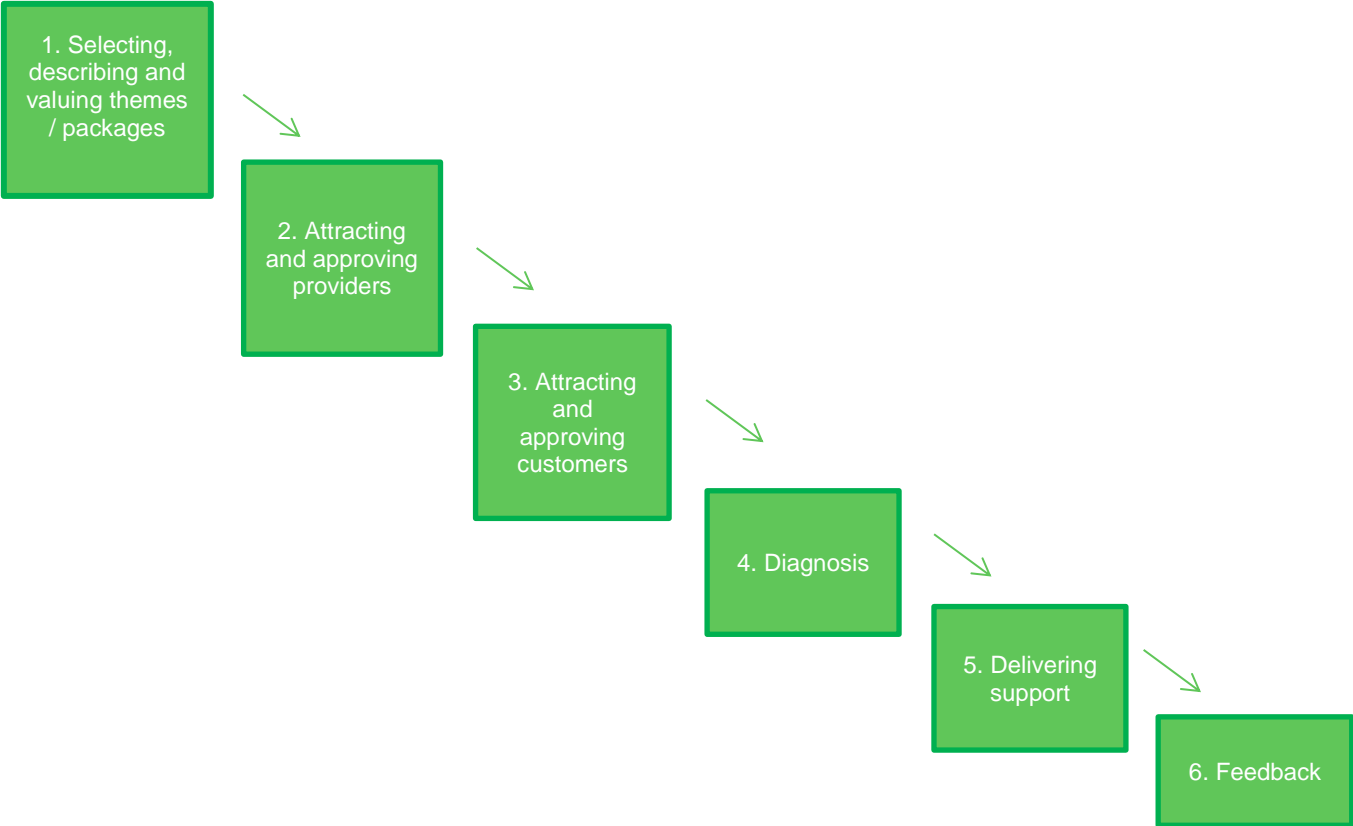 1. Selecting,
describing and
valuing themes
/ packages
2. Attracting
and approving
providers
3. Attracting
and
approving
customers
4. Diagnosis
5. Delivering
support
6. Feedback